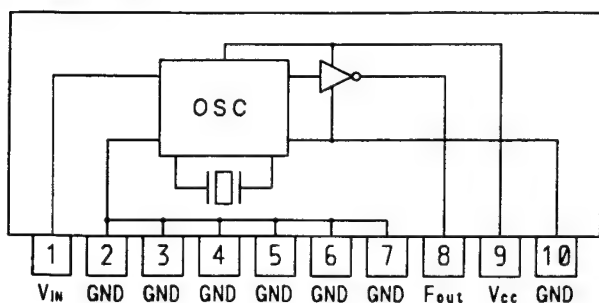 OSC
1 2 3 4 5 6 7 8 9 10
VIN GND GND GND GND GND GND Fout Vcc GND